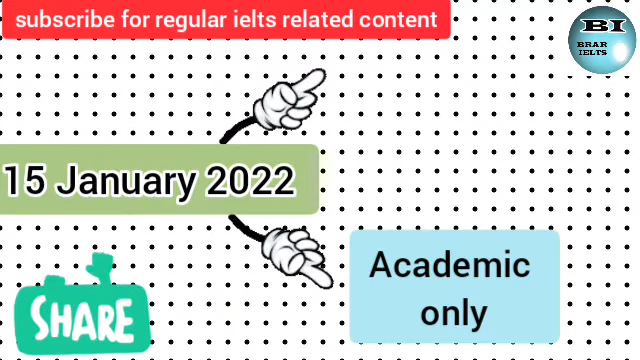 subscribe for regular ielts related content
BI
BRAR
IELTS
15 January 2022
Academic
only
SHARE